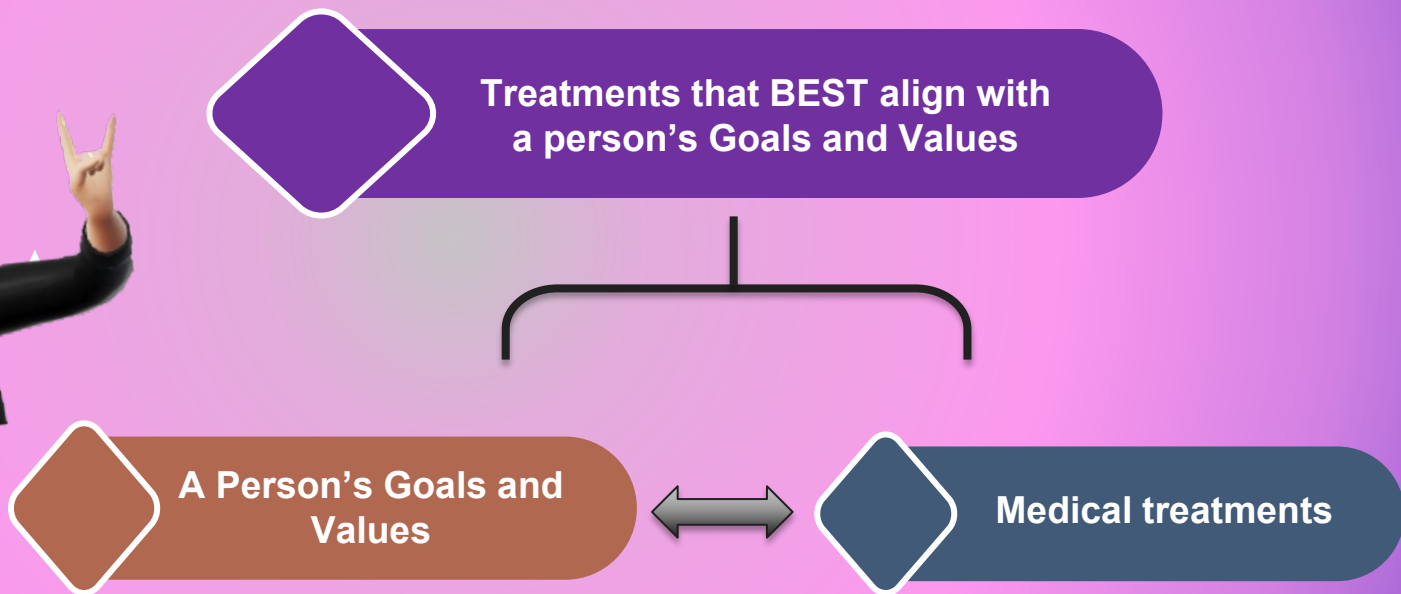 Treatments that BEST align with
a person’s Goals and Values
A Person’s Goals and
Values
Medical treatments